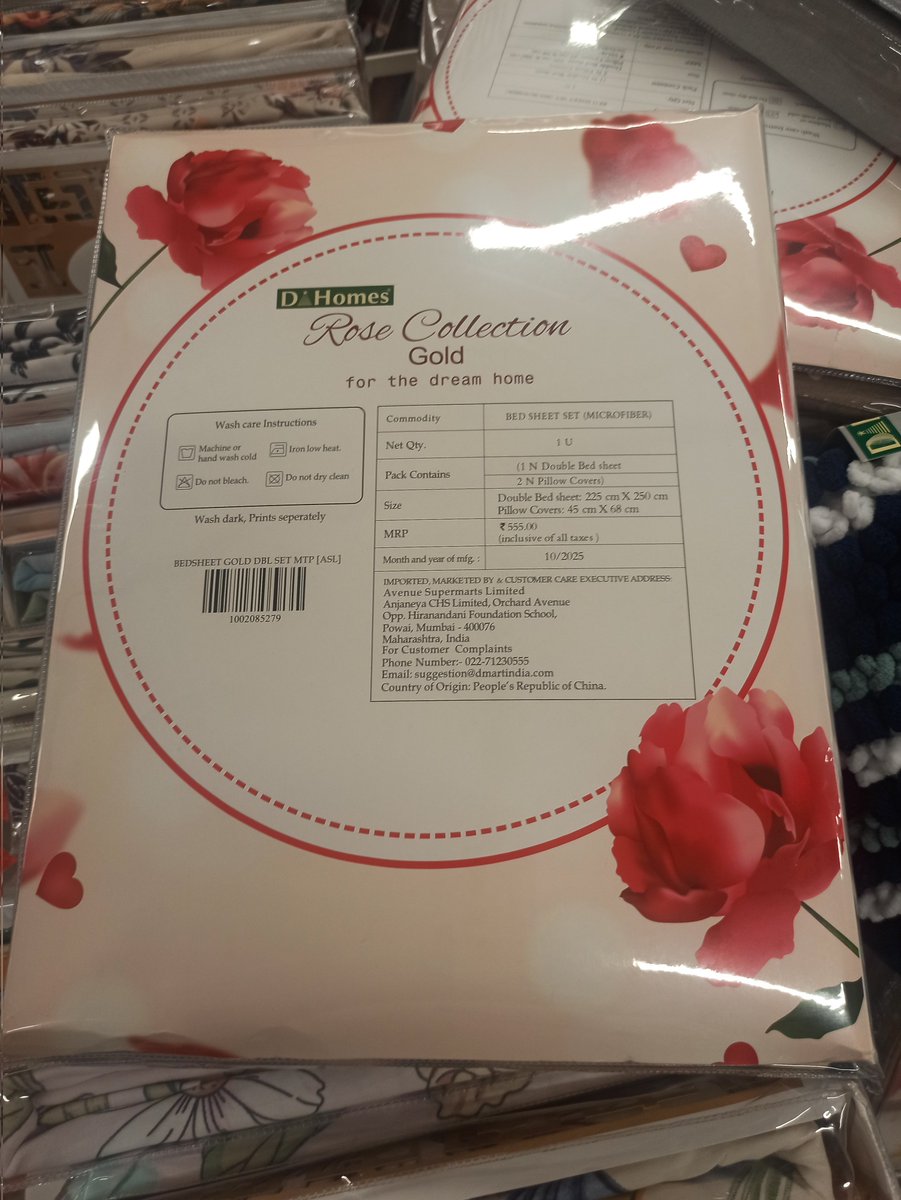 D Homes
Rose Collection
Gold
for the dream home
Wash care Instructions
Machine or
hand wash cold
Iron low heat.
Do not bleach.
Do not dry clean
Wash dark, Prints seperately
BEDSHEET GOLD DBL SET MTP [ASL]
1002085279
Commodity BED SHEET SET (MICROFIBER)
Net Qty. 1 U
Pack Contains (1 N Double Bed sheet
2 N Pillow Covers)
Size Double Bed sheet: 225 cm X 250 cm
Pillow Covers: 45 cm X 68 cm
MRP ₹ 555.00
(inclusive of all taxes )
Month and year of mfg. : 10/2025
IMPORTED, MARKETED BY & CUSTOMER CARE EXECUTIVE ADDRESS:
Avenue Supermarts Limited
Anjaneya CHS Limited, Orchard Avenue
Opp. Hiranandani Foundation School,
Powai, Mumbai - 400076
Maharashtra, India
For Customer Complaints
Phone Number:- 022-71230555
Email: suggestion@dmartindia.com
Country of Origin: People's Republic of China.